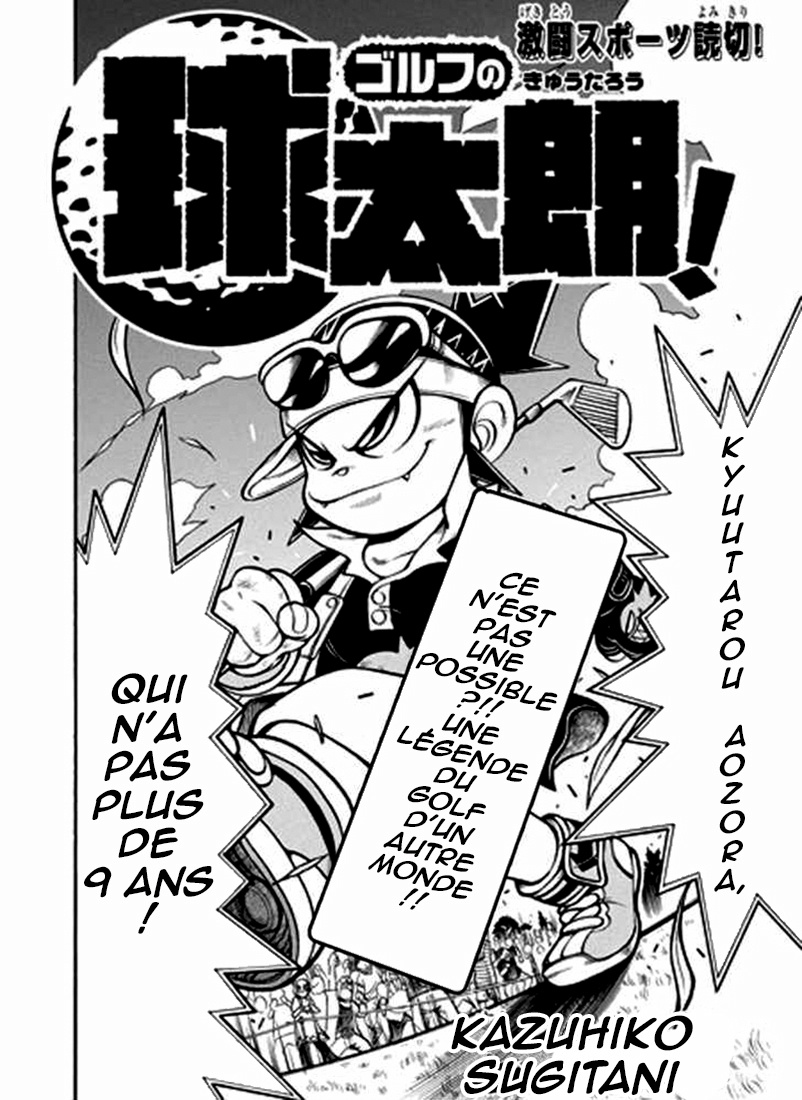 げきとう よみきり
激闘スポーツ読切!
ゴルフの
きゅうたろう
球太朗!
KYUUTAROU AOZORA,
CE
N'EST
PAS
UNE
POSSIBLE
?!!
UNE
LÉGENDE
DU
GOLF
D'UN
AUTRE
MONDE
!!
QUI
N'A
PAS
PLUS
DE
9 ANS
!
KAZUHIKO
SUGITANI